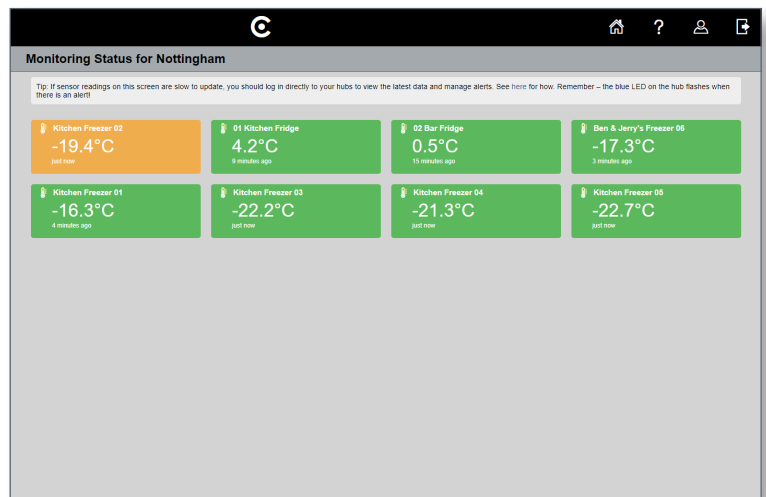 ?
Monitoring Status for Nottingham
Tip: If sensor readings on this screen are slow to update, you should log in directly to your hubs to view the latest data and manage alerts. See here for how. Remember – the blue LED on the hub flashes when
there is an alert!
Kitchen Freezer 02
-19.4°C
just now
01 Kitchen Fridge
4.2°C
9 minutes ago
02 Bar Fridge
0.5°C
15 minutes ago
Ben & Jerry's Freezer 06
-17.3°C
3 minutes ago
Kitchen Freezer 01
-16.3°C
4 minutes ago
Kitchen Freezer 03
-22.2°C
just now
Kitchen Freezer 04
-21.3°C
just now
Kitchen Freezer 05
-22.7°C
just now